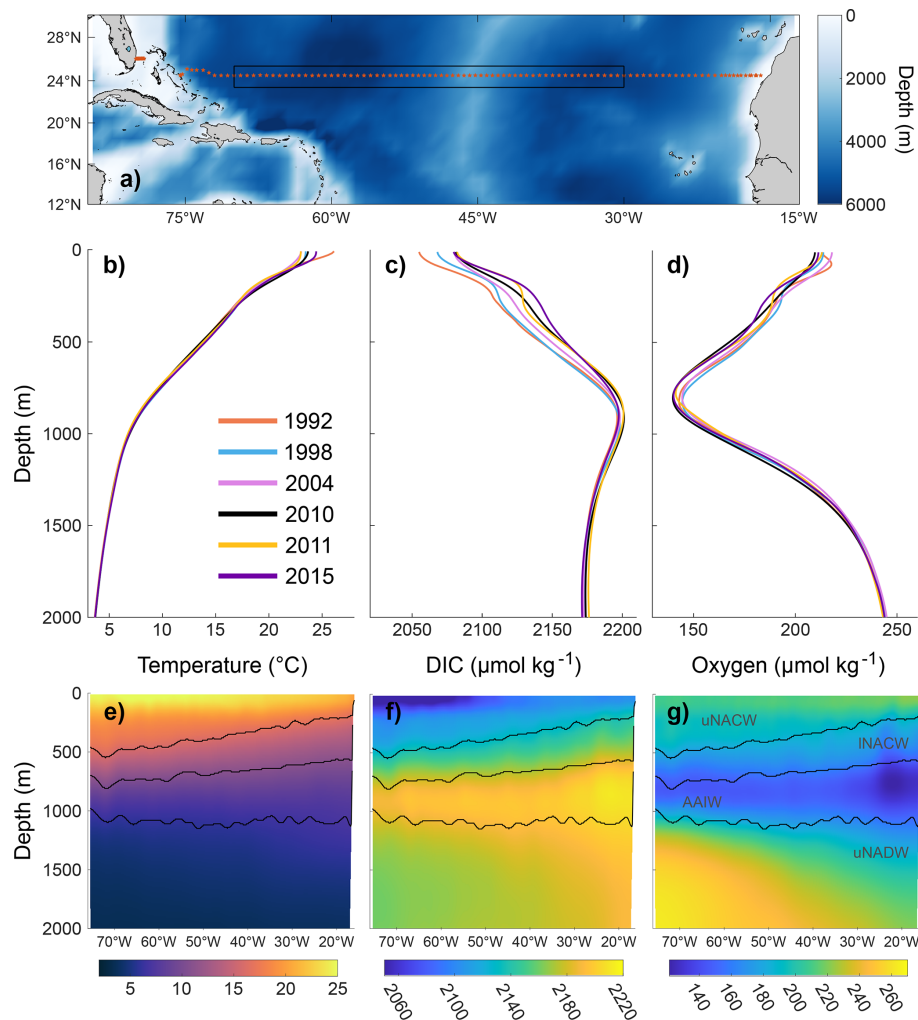 28°N
24°N
20°N
16°N
12°N
a)
75°W
60°W
45°W
30°W
15°W
0
2000
4000
6000
Depth (m)
b)
c)
d)
0
500
1000
1500
2000
Depth (m)
1992
1998
2004
2010
2011
2015
5 10 15 20 25
2050 2100 2150 2200
150 200 250
Temperature (°C)
DIC (μmol kg⁻¹)
Oxygen (μmol kg⁻¹)
e)
f)
g)
uNACW
lNACW
AAIW
uNADW
0
500
1000
1500
2000
Depth (m)
70°W 60°W 50°W 40°W 30°W 20°W
70°W 60°W 50°W 40°W 30°W 20°W
70°W 60°W 50°W 40°W 30°W 20°W
5 10 15 20 25
2060 2100 2140 2180 2220
140 160 180 200 220 240 260